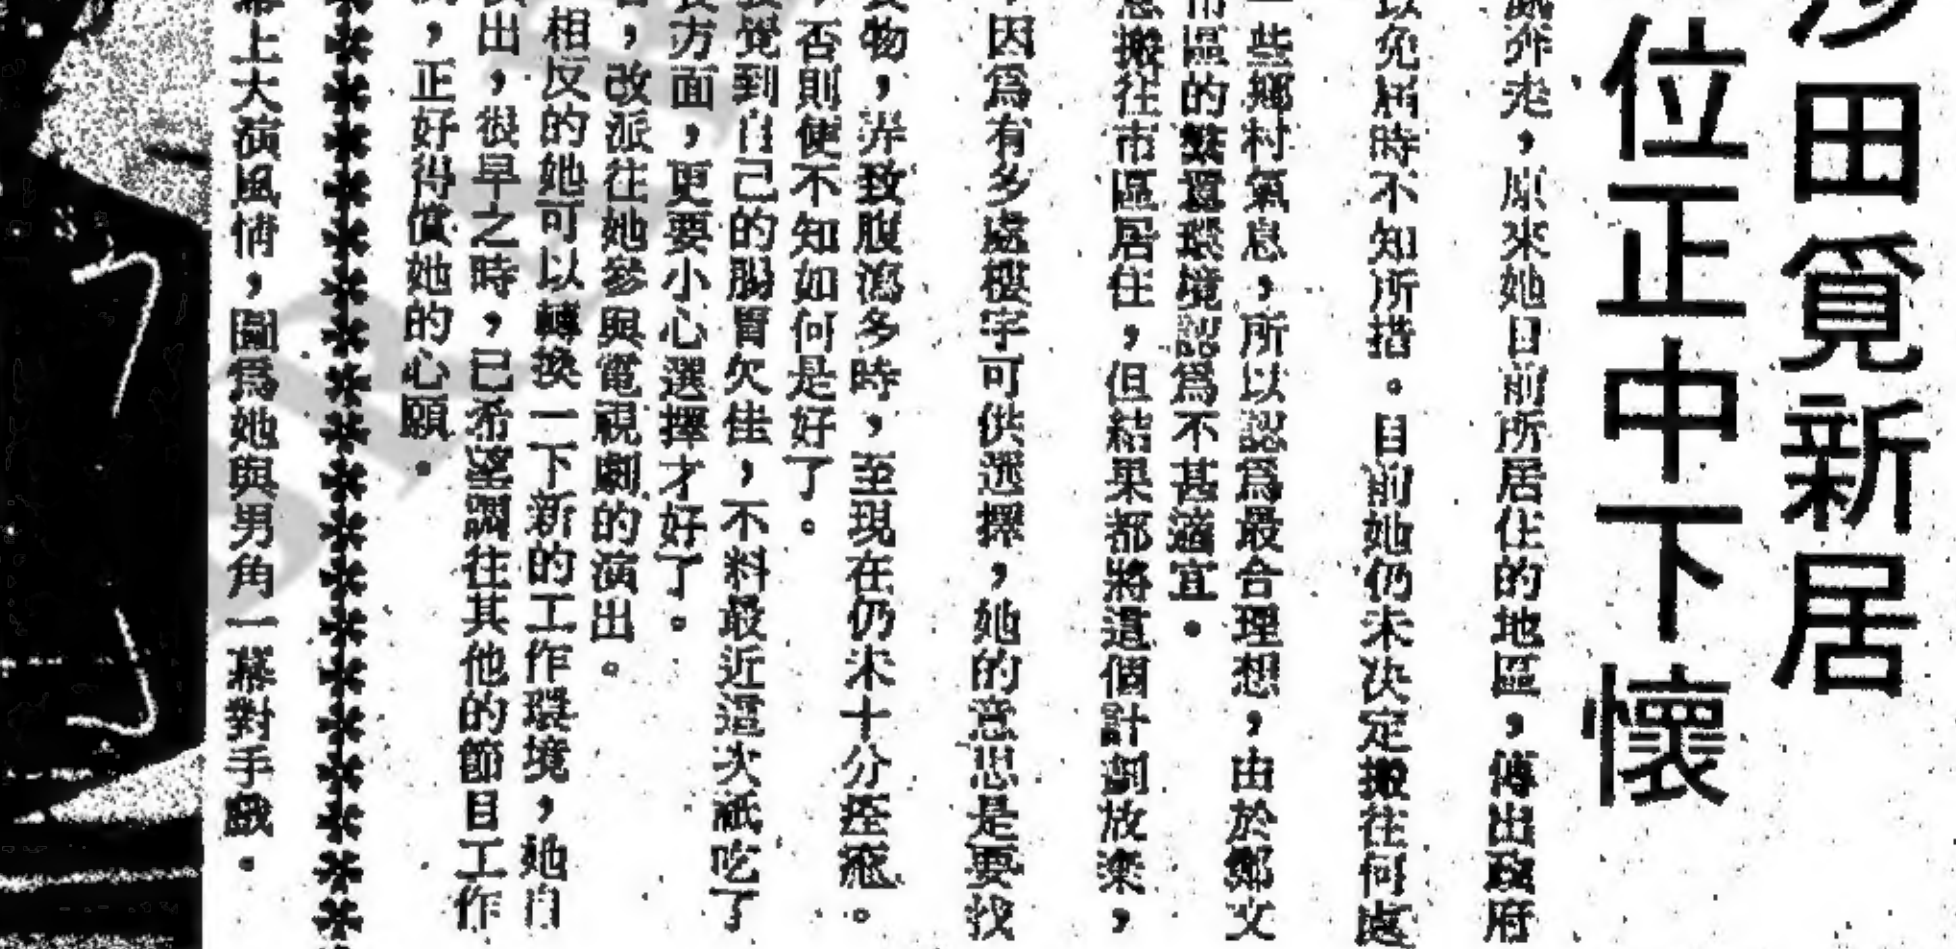 田覓新居
位正中下懷
奔走，原來她目前所居住的地區，傳出政府
以免屆時不知所措。目前她仍未決定搬往何處
一些鄉村氣息，所以認爲最合理想，由於鄭文
市區的繁囂環境認爲不甚適宜。
搬往市區居住，但結果都將這個計劃放棄，
因爲有多處樓宇可供選擇，她的意思是要找
物，弄致腹瀉多時，至現在仍未十分痊癒。
否則便不知如何是好了。
覺到自己的腸胃欠佳，不料最近這次祇吃了
方面，更要小心選擇才好了。
，改派往她參與電視劇的演出。
相反的她可以轉換一下新的工作環境，她自
出，很早之時，已希望調往其他的節目工作
，正好得償她的心願。
上大演風情，圖爲她與男角一幕對手戲。